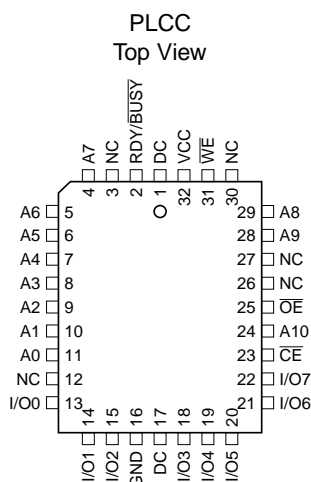 PLCC
Top View
A7
NC
RDY/BUSY
DC
VCC
WE
NC
4
3
2
1
32
31
30
A6 5
A5 6
A4 7
A3 8
A2 9
A1 10
A0 11
NC 12
I/O0 13
29 A8
28 A9
27 NC
26 NC
25 OE
24 A10
23 CE
22 I/O7
21 I/O6
14
15
16
17
18
19
20
I/O1
I/O2
GND
DC
I/O3
I/O4
I/O5